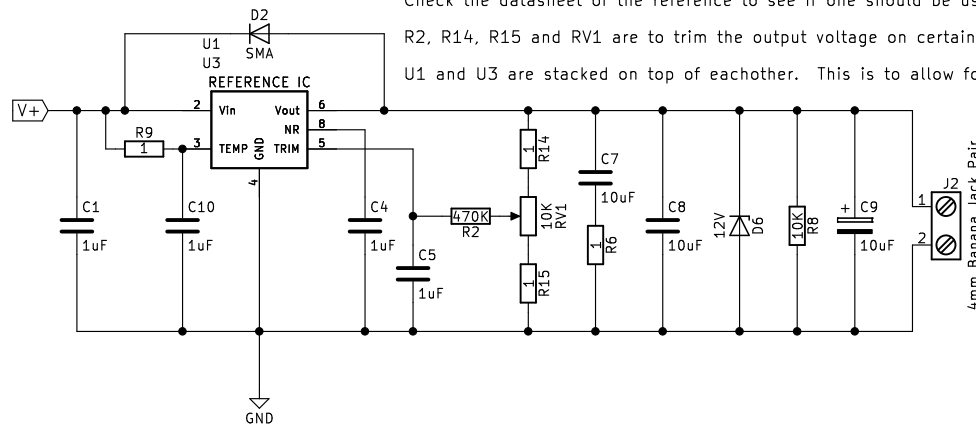 Check the datasheet of the reference to see if one should be
R2, R14, R15 and RV1 are to trim the output voltage on certain
U1 and U3 are stacked on top of eachother.  This is to allow
D2
SMA
U1
U3
REFERENCE IC
V+
2 Vin Vout 6
NR 8
3 TEMP GND TRIM 5
4
R9
1
C1
1uF
C10
1uF
C4
1uF
C5
1uF
470K
R2
1
R14
10K
RV1
1
R15
C7
10uF
1
R6
C8
10uF
12V
D6
10K
R8
+ C9
10uF
J2
1
2
4mm Banana Jack Pair
GND